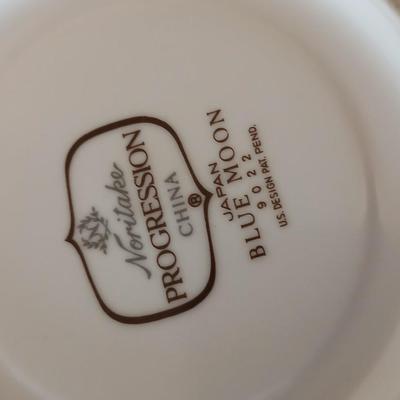 Noritake
PROGRESSION
CHINA
®
JAPAN
BLUE MOON
9022
U.S. DESIGN PAT. PEND.